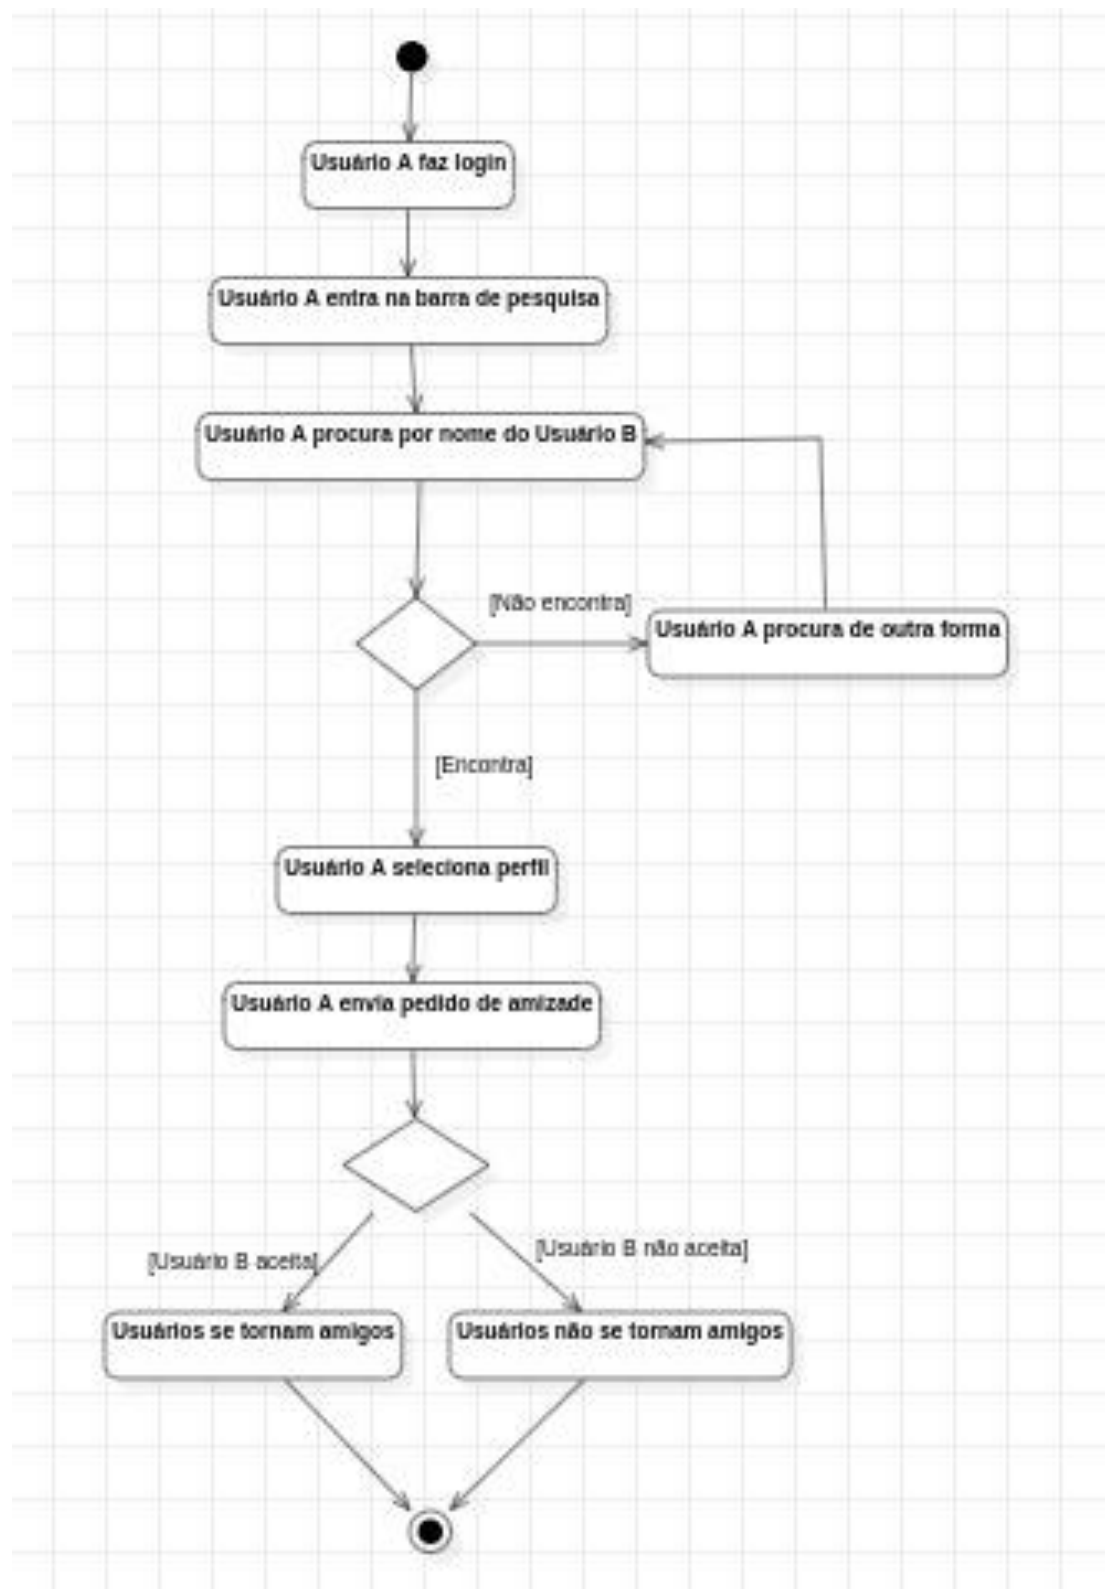 Usuário A faz login
Usuário A entra na barra de pesquisa
Usuário A procura por nome do Usuário B
[Não encontra]
Usuário A procura de outra forma
[Encontra]
Usuário A seleciona perfil
Usuário A envia pedido de amizade
[Usuário B aceita]
[Usuário B não aceita]
Usuários se tornam amigos
Usuários não se tornam amigos